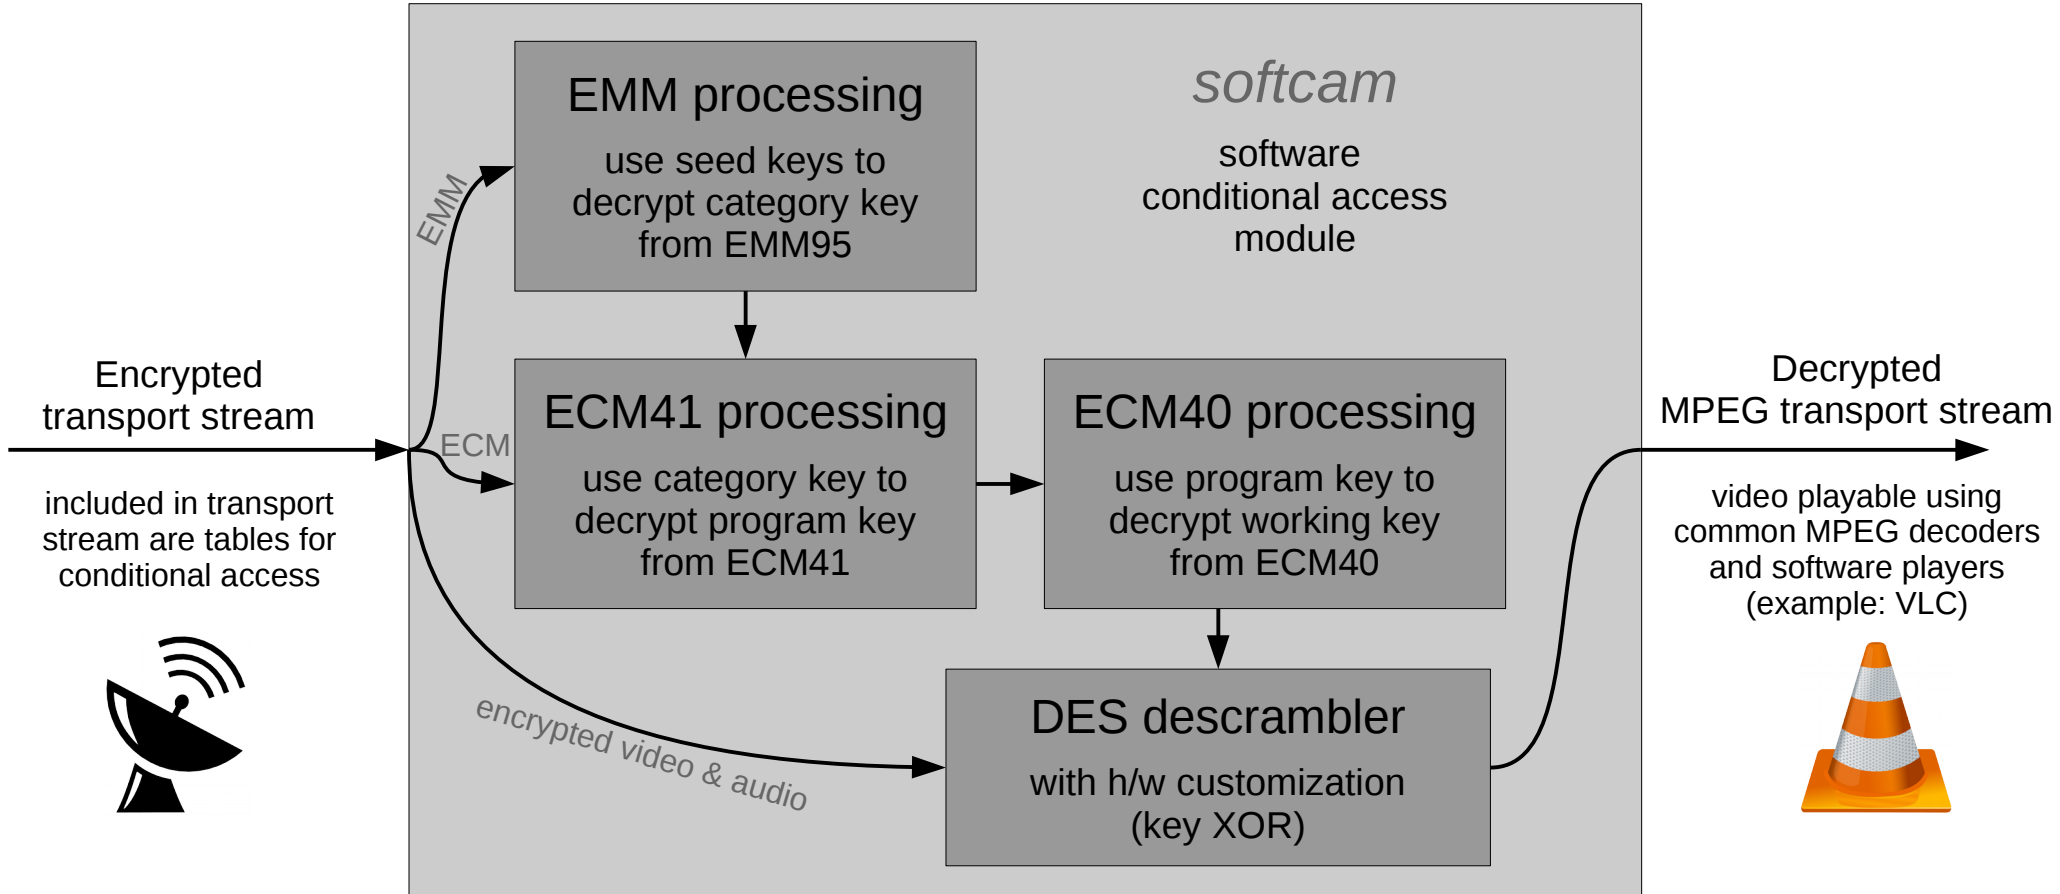 EMM processing
use seed keys to
decrypt category key
from EMM95
softcam
software
conditional access
module
EMM
Encrypted
transport stream
included in transport
stream are tables for
conditional access
ECM
ECM41 processing
use category key to
decrypt program key
from ECM41
ECM40 processing
use program key to
decrypt working key
from ECM40
encrypted video & audio
DES descrambler
with h/w customization
(key XOR)
Decrypted
MPEG transport stream
video playable using
common MPEG decoders
and software players
(example: VLC)